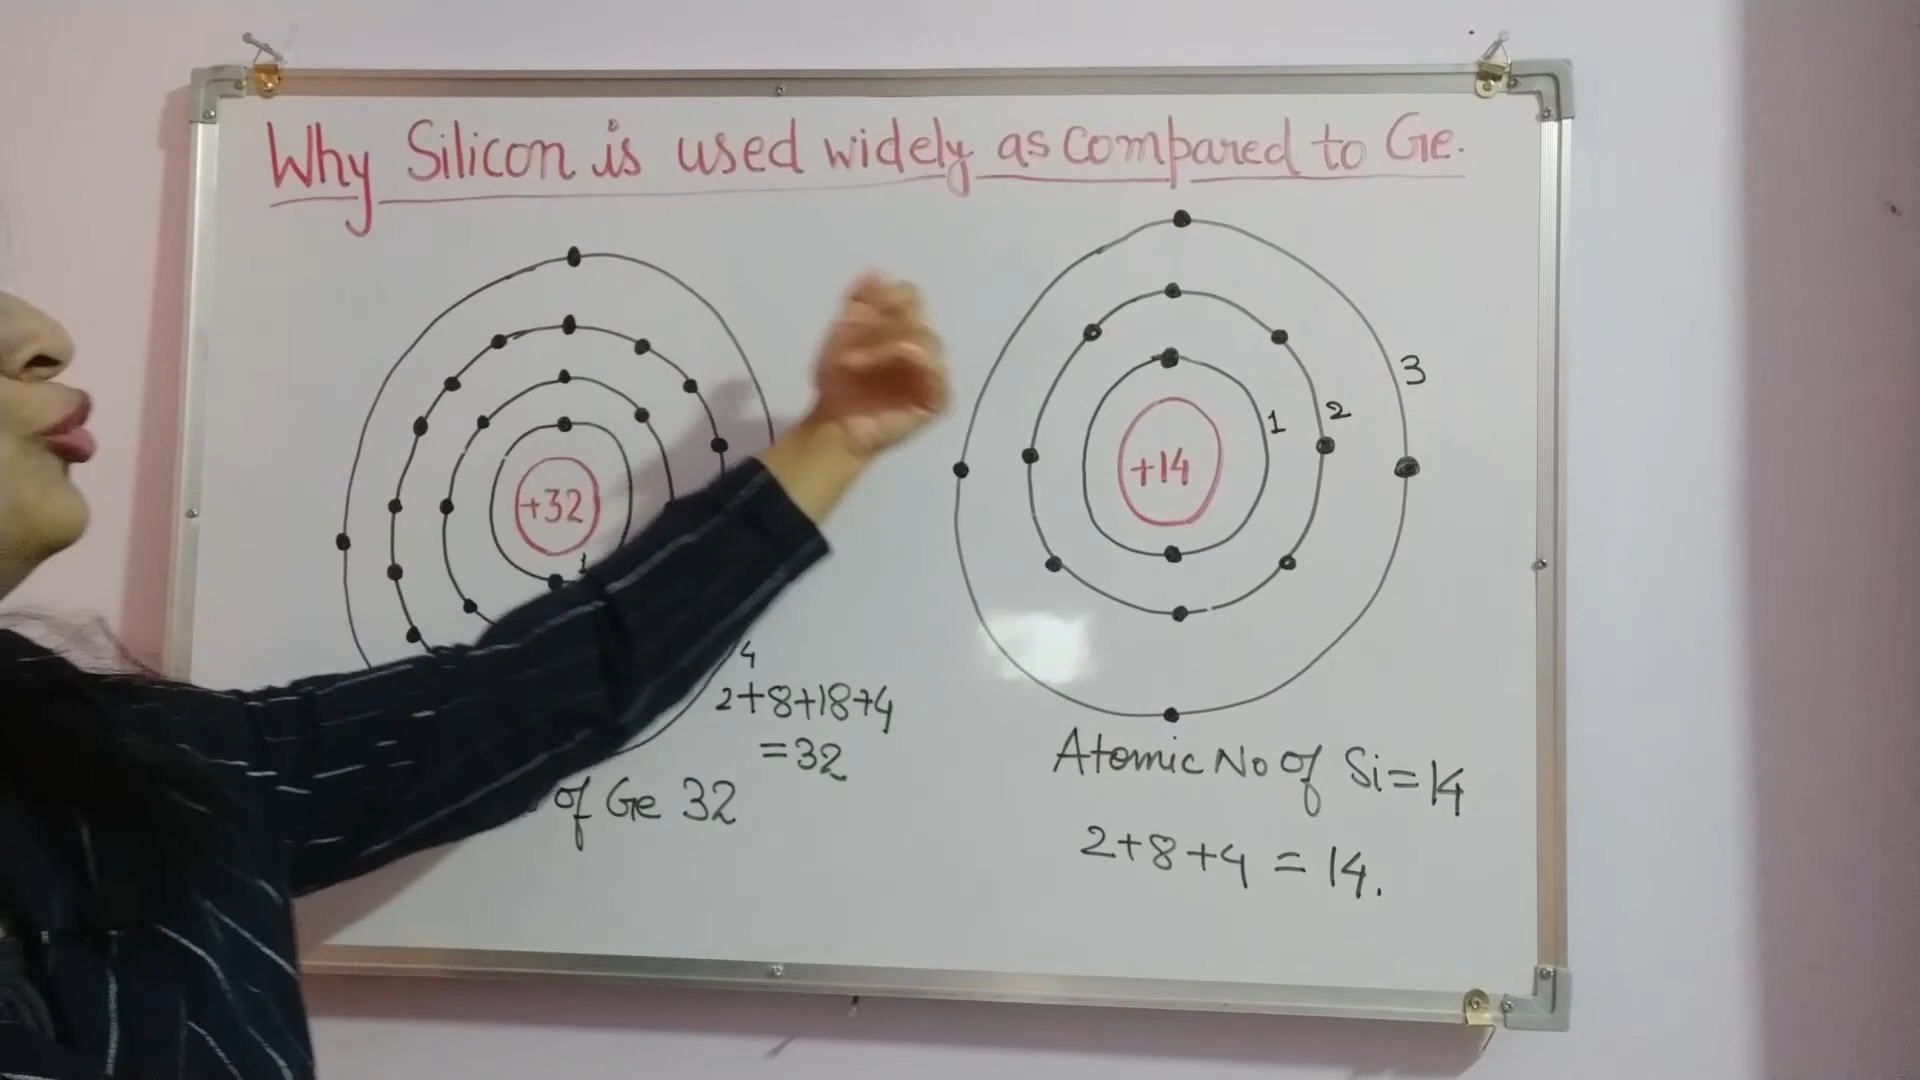 Why Silicon is used widely as compared to Ge.
+32
1
4
2+8+18+4
=32
of Ge 32
+14
1
2
3
Atomic No of Si=14
2+8+4 = 14.